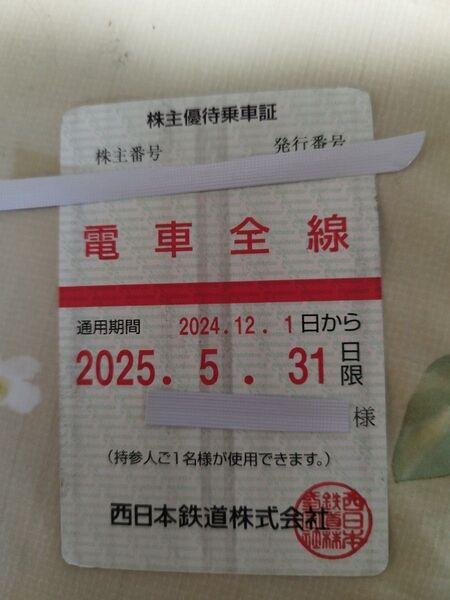 株主優待乗車証
株主番号 発行番号
電車全線
通用期間 2024.12.1日から
2025.5.31日限
様
(持参人ご1名様が使用できます。)
西日本鉄道株式会社